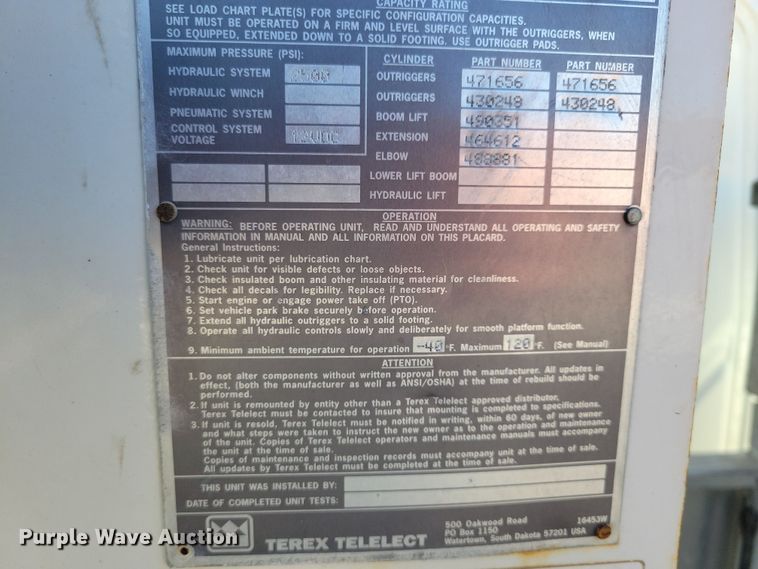 CAPACITY RATING
SEE LOAD CHART PLATE(S) FOR SPECIFIC CONFIGURATION CAPACITIES.
UNIT MUST BE OPERATED ON A FIRM AND LEVEL SURFACE WITH THE OUTRIGGERS, WHEN
SO EQUIPPED, EXTENDED DOWN TO A SOLID FOOTING. USE OUTRIGGER PADS.
MAXIMUM PRESSURE (PSI):
HYDRAULIC SYSTEM
HYDRAULIC WINCH
PNEUMATIC SYSTEM
CONTROL SYSTEM
VOLTAGE
CYLINDER PART NUMBER PART NUMBER
OUTRIGGERS 471656 471656
OUTRIGGERS 430248 430248
BOOM LIFT 490351
EXTENSION 464612
ELBOW
LOWER LIFT BOOM
HYDRAULIC LIFT
OPERATION
WARNING: BEFORE OPERATING UNIT, READ AND UNDERSTAND ALL OPERATING AND SAFETY
INFORMATION IN MANUAL AND ALL INFORMATION ON THIS PLACARD.
General Instructions:
1. Lubricate unit per lubrication chart.
2. Check unit for visible defects or loose objects.
3. Check insulated boom and other insulating material for cleanliness.
4. Check all decals for legibility. Replace if necessary.
5. Start engine or engage power take off (PTO).
6. Set vehicle park brake securely before operation.
7. Extend all hydraulic outriggers to a solid footing.
8. Operate all hydraulic controls slowly and deliberately for smooth platform function.
9. Minimum ambient temperature for operation -40 °F. Maximum 120 °F. (See Manual)
ATTENTION
1. Do not alter components without written approval from the manufacturer. All updates in
effect, (both the manufacturer as well as ANSI/OSHA) at the time of rebuild should be
performed.
2. If unit is remounted by entity other than a Terex Telelect approved distributor.
Terex Telelect must be contacted to insure that mounting is completed to specifications.
3. If unit is resold, Terex Telelect must be notified in writing, within 60 days, of new owner
and what steps were taken to instruct the new owner as to the operation and maintenance
of the unit. Copies of Terex Telelect operators and maintenance manuals must accompany
the unit at the time of sale.
Copies of maintenance and inspection records must accompany unit at the time of sale.
All updates by Terex Telelect must be completed at the time of sale.
THIS UNIT WAS INSTALLED BY:
DATE OF COMPLETED UNIT TESTS:
TEREX TELELECT
500 Oakwood Road
PO Box 1150
Watertown, South Dakota 57201 USA
16453W
Purple Wave Auction